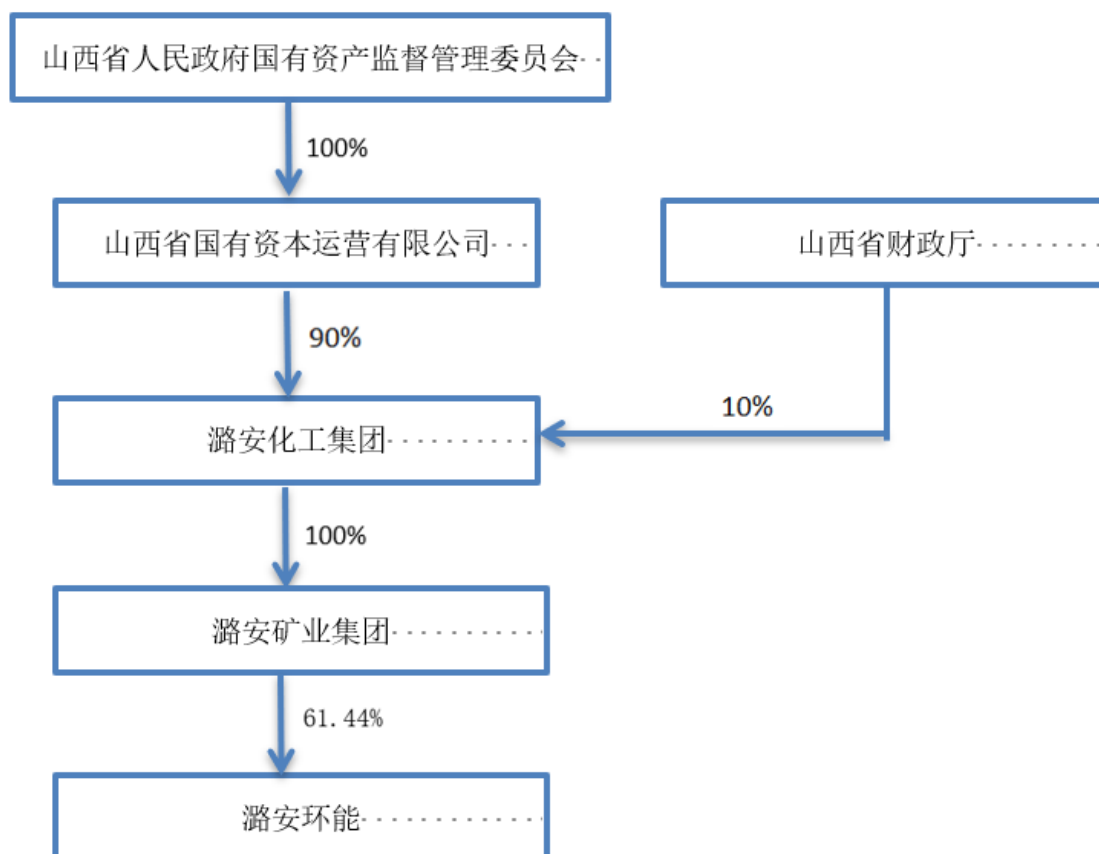 山西省人民政府国有资产监督管理委员会
100%
山西省国有资本运营有限公司
山西省财政厅
90%
10%
潞安化工集团
100%
潞安矿业集团
61.44%
潞安环能